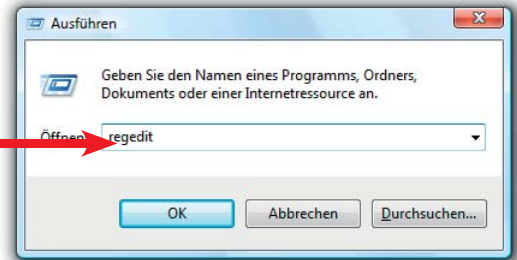 Ausführen
Geben Sie den Namen eines Programms, Ordners,
Dokuments oder einer Internetressource an.
Öffnen regedit
OK Abbrechen Durchsuchen...